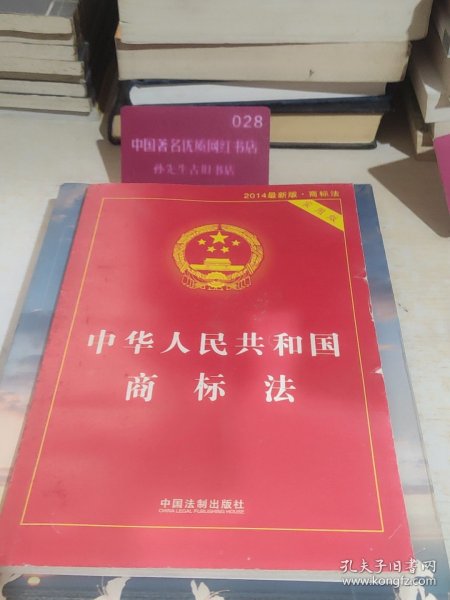 028
中国著名优质网红书店
孙先生古旧书店
2014最新版·商标法
实用版
中华人民共和国
商标法
中国法制出版社
CHINA LEGAL PUBLISHING HOUSE
孔夫子旧书网
www.kongfz.com